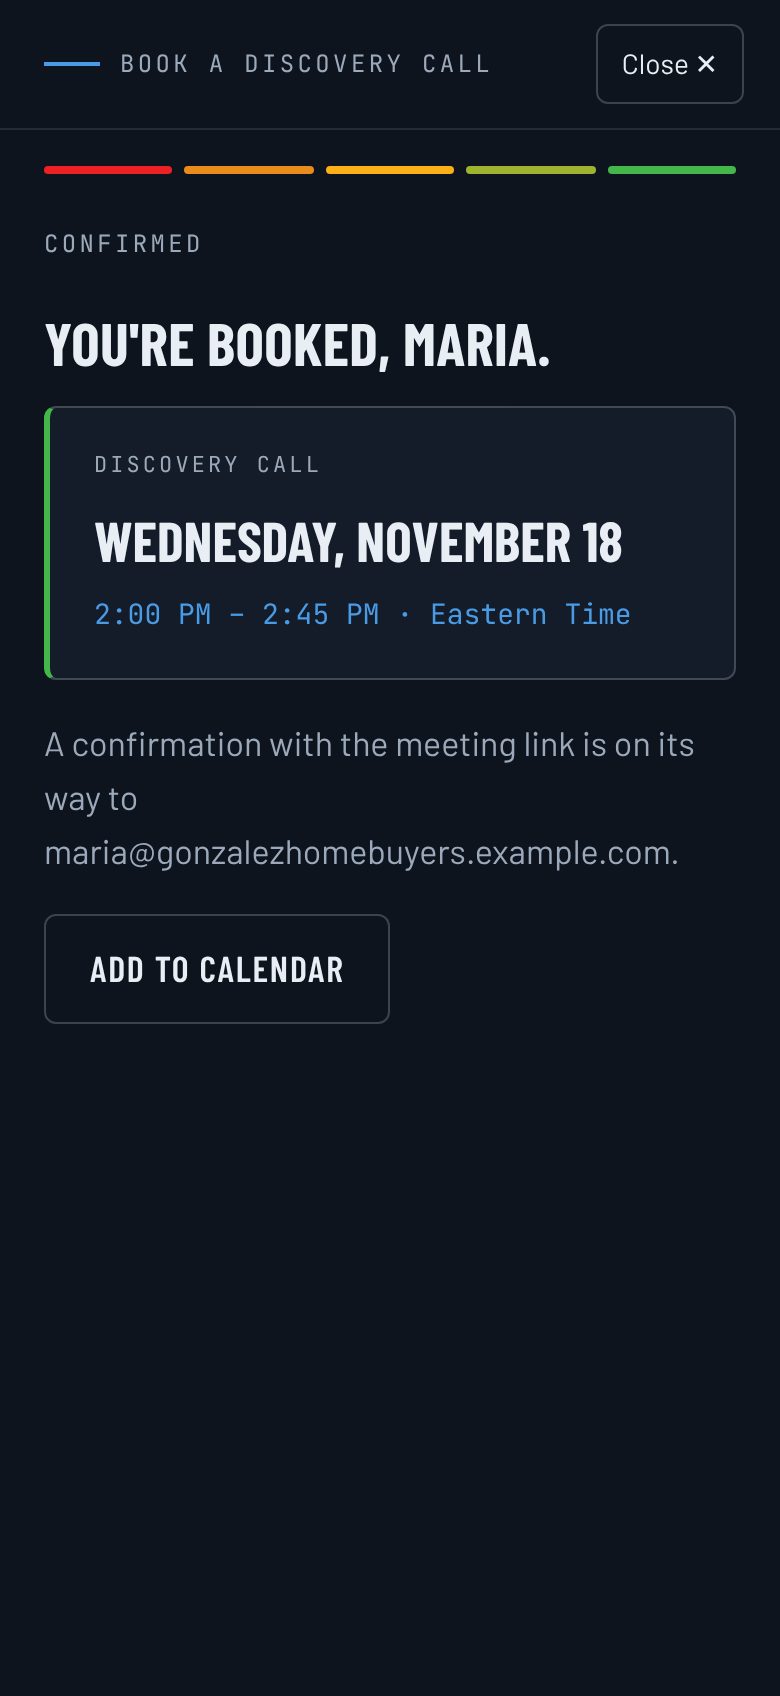 BOOK A DISCOVERY CALL
Close ✕
CONFIRMED
YOU'RE BOOKED, MARIA.
DISCOVERY CALL
WEDNESDAY, NOVEMBER 18
2:00 PM – 2:45 PM · Eastern Time
A confirmation with the meeting link is on its
way to
maria@gonzalezhomebuyers.example.com.
ADD TO CALENDAR